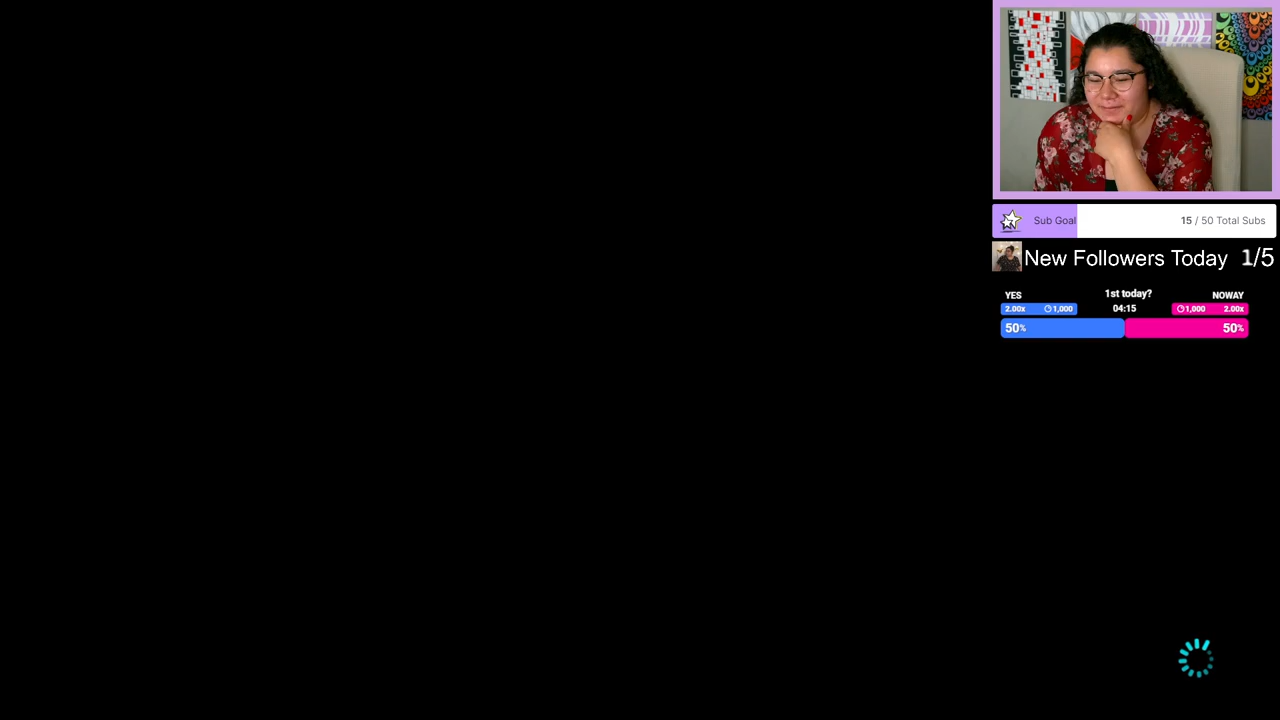 Sub Goal 15 / 50 Total Subs
New Followers Today 1/5
YES 1st today? NOWAY
2.00x 1,000 04:15 1,000 2.00x
50% 50%